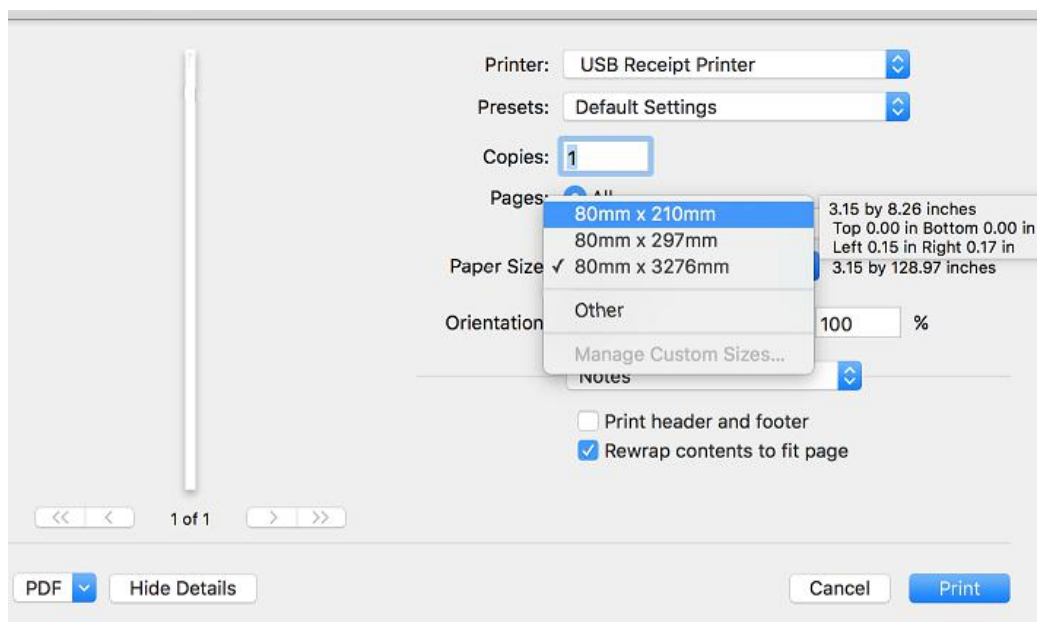 Printer: USB Receipt Printer
Presets: Default Settings
Copies: 1
Pages: All
80mm x 210mm
3.15 by 8.26 inches
Top 0.00 in Bottom 0.00 in
Left 0.15 in Right 0.17 in
80mm x 297mm
Paper Size ✓ 80mm x 3276mm 3.15 by 128.97 inches
Other
Orientation 100 %
Manage Custom Sizes...
Notes
Print header and footer
Rewrap contents to fit page
<< < 1 of 1 > >>
PDF Hide Details Cancel Print